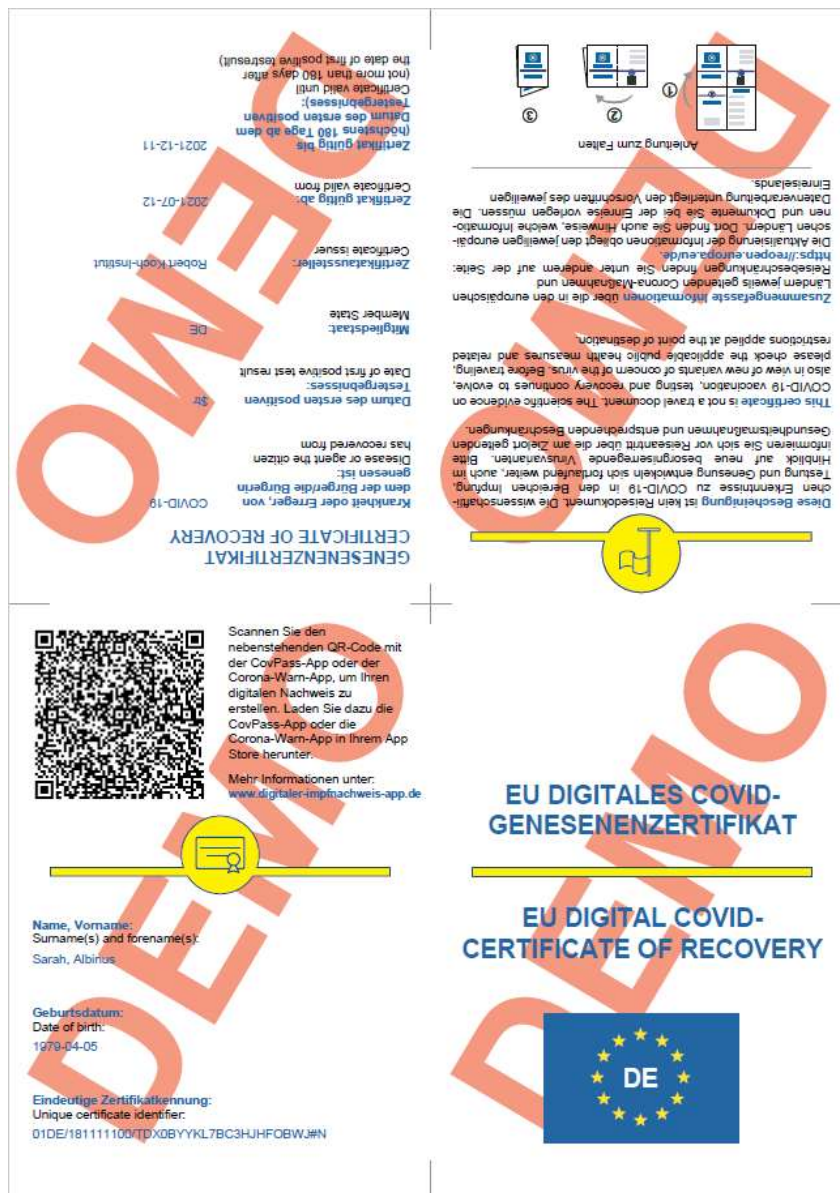 GENESENENZERTIFIKAT
CERTIFICATE OF RECOVERY
Krankheit oder Erreger, von
dem der Bürger/die Bürgerin
genesen ist:
Disease or agent the citizen
has recovered from
COVID-19
Datum des ersten positiven
Testergebnisses:
Date of first positive test result
$tr
Mitgliedstaat:
Member State
DE
Zertifikataussteller:
Certificate issuer
Robert Koch-Institut
Zertifikat gültig ab:
Certificate valid from
2021-07-12
Zertifikat gültig bis
(höchstens 180 Tage ab dem
Datum des ersten positiven
Testergebnisses):
Certificate valid until
(not more than 180 days after
the date of first positive testresult)
2021-12-11
DEMO
Diese Bescheinigung ist kein Reisedokument. Die wissenschaftli-
chen Erkenntnisse zu COVID-19 in den Bereichen Impfung,
Testung und Genesung entwickeln sich fortlaufend weiter, auch im
Hinblick auf neue besorgniserregende Virusvarianten. Bitte
informieren Sie sich vor Reiseantritt über die am Zielort geltenden
Gesundheitsmaßnahmen und entsprechenden Beschränkungen.
This certificate is not a travel document. The scientific evidence on
COVID-19 vaccination, testing and recovery continues to evolve,
also in view of new variants of concern of the virus. Before traveling,
please check the applicable public health measures and related
restrictions applied at the point of destination.
Zusammengefasste Informationen über die in den europäischen
Ländern jeweils geltenden Corona-Maßnahmen und
Reisebeschränkungen finden Sie unter anderem auf der Seite:
https://reopen.europa.eu/de.
Die Aktualisierung der Informationen obliegt den jeweiligen europäi-
schen Ländern. Dort finden Sie auch Hinweise, welche Informatio-
nen und Dokumente Sie bei der Einreise vorlegen müssen. Die
Datenverarbeitung unterliegt den Vorschriften des jeweiligen
Einreiselands.
Anleitung zum Falten
1
2
3
DEMO
Scannen Sie den
nebenstehenden QR-Code mit
der CovPass-App oder der
Corona-Warn-App, um Ihren
digitalen Nachweis zu
erstellen. Laden Sie dazu die
CovPass-App oder die
Corona-Warn-App in Ihrem App
Store herunter.
Mehr Informationen unter:
www.digitaler-impfnachweis-app.de
Name, Vorname:
Surname(s) and forename(s):
Sarah, Albinus
Geburtsdatum:
Date of birth:
1979-04-05
Eindeutige Zertifikatkennung:
Unique certificate identifier:
01DE/181111100/TDX0BYYKL7BC3HJHFOBWJ#N
DEMO
EU DIGITALES COVID-
GENESENENZERTIFIKAT
EU DIGITAL COVID-
CERTIFICATE OF RECOVERY
DE
DEMO